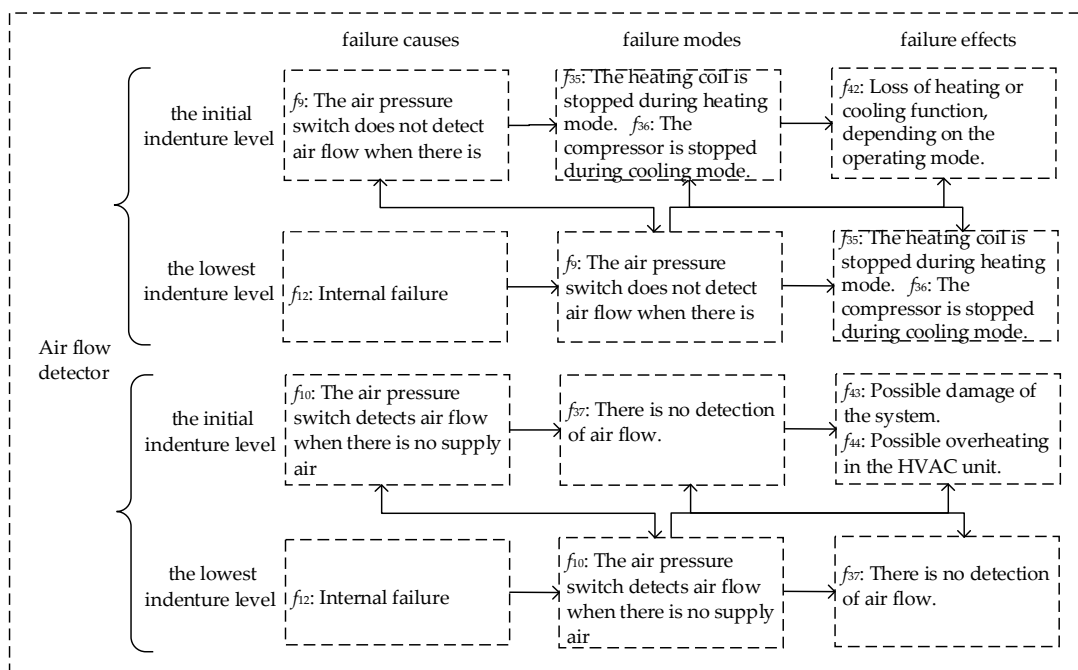 failure causes
failure modes
failure effects
the initial
indenture level
f9: The air pressure
switch does not detect
air flow when there is
f35: The heating coil is
stopped during heating
mode. f36: The
compressor is stopped
during cooling mode.
f42: Loss of heating or
cooling function,
depending on the
operating mode.
the lowest
indenture level
f12: Internal failure
f9: The air pressure
switch does not detect
air flow when there is
f35: The heating coil is
stopped during heating
mode. f36: The
compressor is stopped
during cooling mode.
Air flow
detector
the initial
indenture level
f10: The air pressure
switch detects air flow
when there is no supply
air
f37: There is no detection
of air flow.
f43: Possible damage of
the system.
f44: Possible overheating
in the HVAC unit.
the lowest
indenture level
f12: Internal failure
f10: The air pressure
switch detects air flow
when there is no supply
air
f37: There is no detection
of air flow.